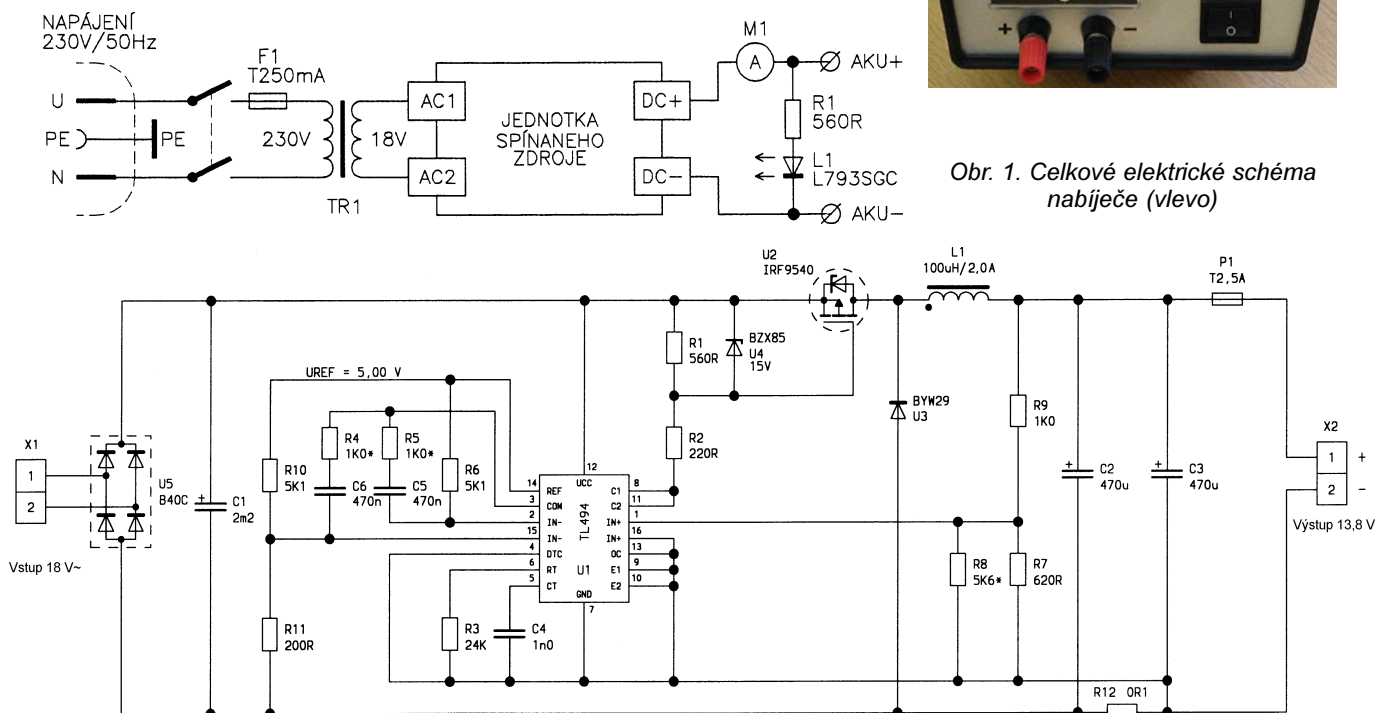 NAPÁJENÍ
230V/50Hz
F1
T250mA
U
PE
PE
N
230V
18V
TR1
AC1
AC2
JEDNOTKA
SPÍNANEHO
ZDROJE
DC+
DC-
M1
A
AKU+
R1
560R
L1
L793SGC
AKU-
+
-
I
O
Obr. 1. Celkové elektrické schéma
nabíječe (vlevo)
U2
IRF9540
L1
100uH/2,0A
P1
T2,5A
R1
560R
BZX85
U4
15V
UREF = 5,00 V
BYW29
U3
R9
1K0
X1
1
2
Vstup 18 V~
U5
B40C
+
C1
2m2
R10
5K1
R4
1K0*
R5
1K0*
R6
5K1
C6
470n
C5
470n
R2
220R
+
C2
470u
+
C3
470u
X2
1
+
2
-
Výstup 13,8 V
14
REF
3
COM
2
IN-
15
IN-
4
DTC
6
RT
5
CT
12
UCC
TL494
U1
GND
7
8
C1
11
C2
1
IN+
16
IN+
13
OC
9
E1
10
E2
R8
5K6*
R7
620R
R11
200R
R3
24K
C4
1n0
R12 0R1